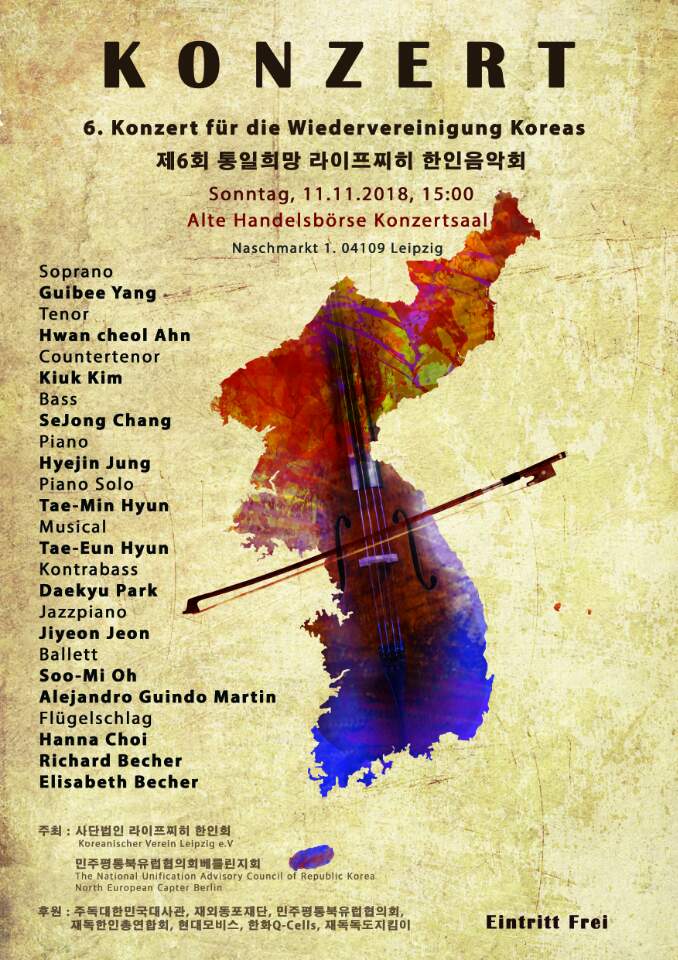 KONZERT
6. Konzert für die Wiedervereinigung Koreas
제6회 통일희망 라이프찌히 한인음악회
Sonntag, 11.11.2018, 15:00
Alte Handelsbörse Konzertsaal
Naschmarkt 1. 04109 Leipzig
Soprano
Guibee Yang
Tenor
Hwan cheol Ahn
Countertenor
Kiuk Kim
Bass
SeJong Chang
Piano
Hyejin Jung
Piano Solo
Tae-Min Hyun
Musical
Tae-Eun Hyun
Kontrabass
Daekyu Park
Jazzpiano
Jiyeon Jeon
Ballett
Soo-Mi Oh
Alejandro Guindo Martin
Flügelschlag
Hanna Choi
Richard Becher
Elisabeth Becher
주최 : 사단법인 라이프찌히 한인회
Koreanischer Verein Leipzig e.V
민주평통북유럽협의회베를린지회
The National Unification Advisory Council of Republic Korea
North European Capter Berlin
후원 : 주독대한민국대사관, 재외동포재단, 민주평통북유럽협의회,
재독한인총연합회, 현대모비스, 한화Q-Cells, 재독독도지킴이
Eintritt Frei